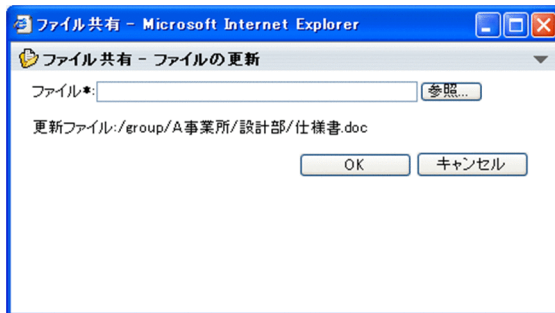 ファイル共有 - Microsoft Internet Explorer
ファイル共有 - ファイルの更新
ファイル*: 参照...
更新ファイル:/group/A事業所/設計部/仕様書.doc
OK キャンセル